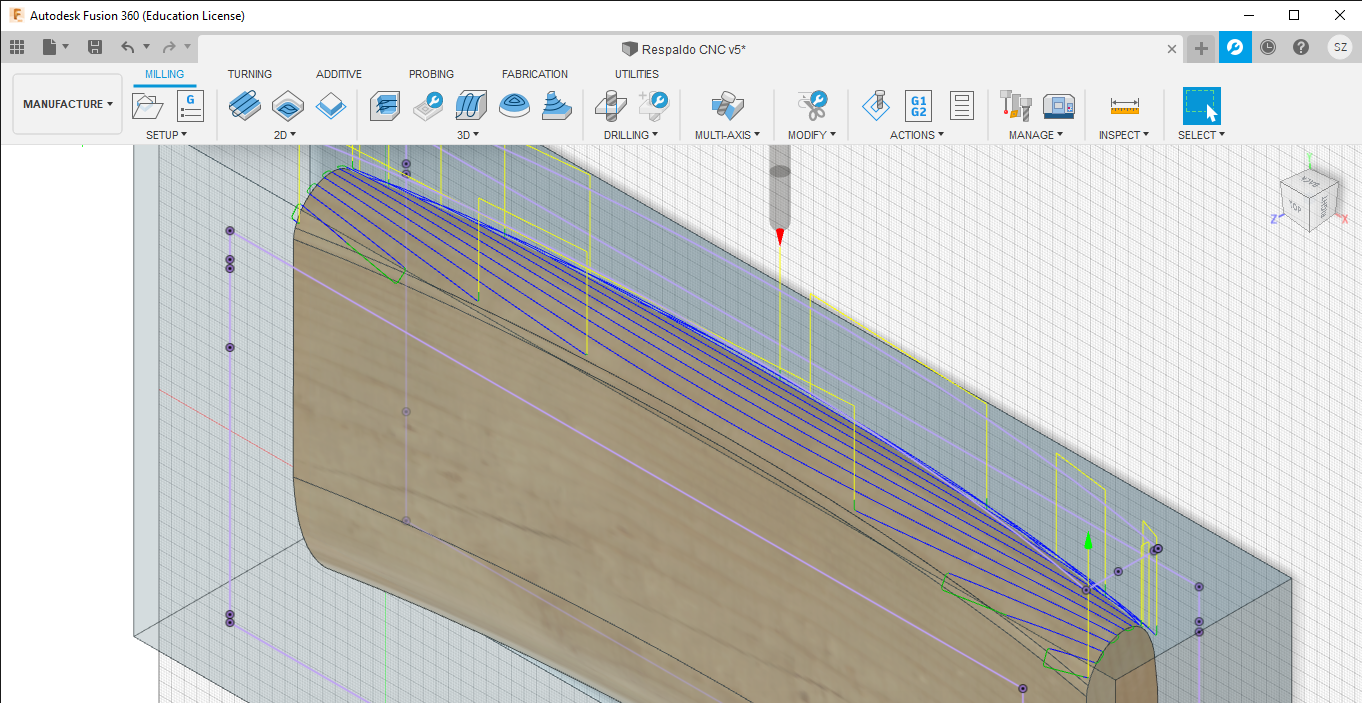 Autodesk Fusion 360 (Education License)
Respaldo CNC v5*
SZ
MILLING TURNING ADDITIVE PROBING FABRICATION UTILITIES
MANUFACTURE
G
G1
G2
SETUP 2D 3D DRILLING MULTI-AXIS MODIFY ACTIONS MANAGE INSPECT SELECT
Y
BACK
TOP
RIGHT
Z
X